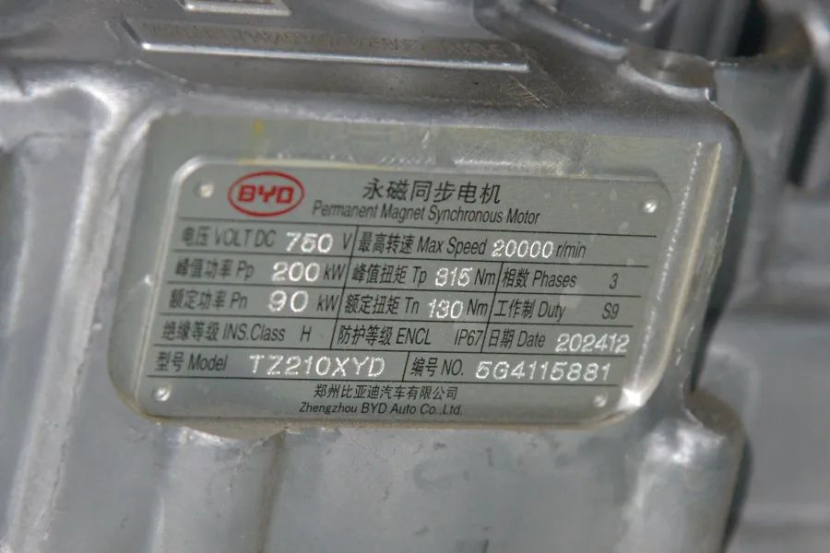 BYD 永磁同步电机
Permanent Magnet Synchronous Motor
电压 VOLT DC 750 V 最高转速 Max Speed 20000 r/min
峰值功率 Pp 200 kW 峰值扭矩 Tp 315 Nm 相数 Phases 3
额定功率 Pn 90 kW 额定扭矩 Tn 130 Nm 工作制 Duty S9
绝缘等级 INS.Class H 防护等级 ENCL IP67 日期 Date 202412
型号 Model TZ210XYD 编号 NO. 5G4115881
郑州比亚迪汽车有限公司
Zhengzhou BYD Auto Co.,Ltd.